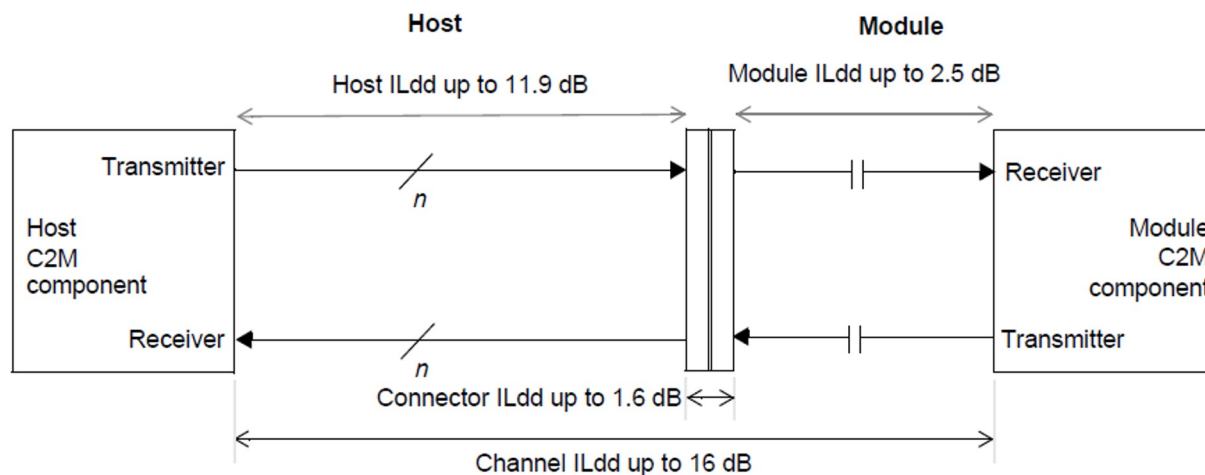 Host
Module
Host ILdd up to 11.9 dB
Module ILdd up to 2.5 dB
Transmitter
n
Receiver
Host
C2M
component
Module
C2M
component
Receiver
n
Transmitter
Connector ILdd up to 1.6 dB
Channel ILdd up to 16 dB